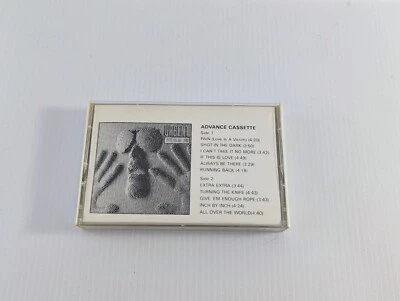 URGENT
ADVANCE CASSETTE
Side 1
PAIN (Love Is A Victim) (4:20)
SHOT IN THE DARK (3:50)
I CAN'T TAKE IT NO MORE (3:43)
IF THIS IS LOVE (4:49)
ALWAYS BE THERE (3:29)
RUNNING BACK (4:16)
Side 2
EXTRA EXTRA (3:44)
TURNING THE KNIFE (4:43)
GIVE 'EM ENOUGH ROPE (3:43)
INCH BY INCH (4:24)
ALL OVER THE WORLD (4:40)